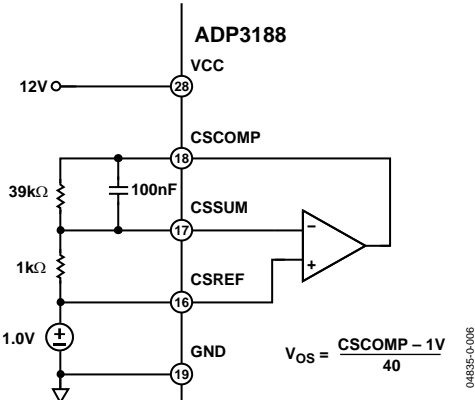 ADP3188
VCC
12V
28
CSCOMP
18
39kΩ
100nF
CSSUM
17
1kΩ
CSREF
16
1.0V
GND
19
V_OS = CSCOMP – 1V
40
04835-0-006